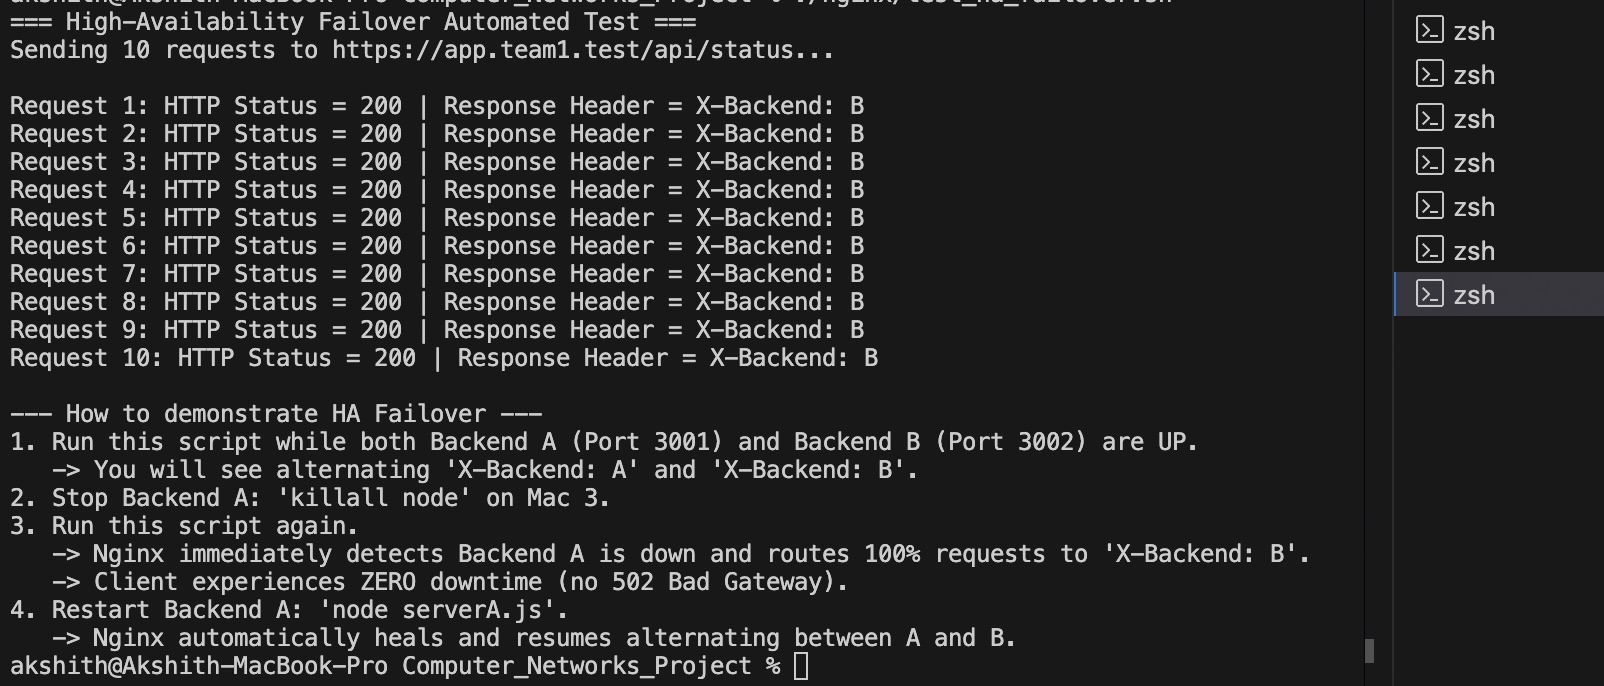 akshith@Akshith-MacBook-Pro Computer_Networks_Project % ./nginx/test_ha_failover.sh
=== High-Availability Failover Automated Test ===
Sending 10 requests to https://app.team1.test/api/status...
Request 1: HTTP Status = 200 | Response Header = X-Backend: B
Request 2: HTTP Status = 200 | Response Header = X-Backend: B
Request 3: HTTP Status = 200 | Response Header = X-Backend: B
Request 4: HTTP Status = 200 | Response Header = X-Backend: B
Request 5: HTTP Status = 200 | Response Header = X-Backend: B
Request 6: HTTP Status = 200 | Response Header = X-Backend: B
Request 7: HTTP Status = 200 | Response Header = X-Backend: B
Request 8: HTTP Status = 200 | Response Header = X-Backend: B
Request 9: HTTP Status = 200 | Response Header = X-Backend: B
Request 10: HTTP Status = 200 | Response Header = X-Backend: B
--- How to demonstrate HA Failover ---
1. Run this script while both Backend A (Port 3001) and Backend B (Port 3002) are UP.
-> You will see alternating 'X-Backend: A' and 'X-Backend: B'.
2. Stop Backend A: 'killall node' on Mac 3.
3. Run this script again.
-> Nginx immediately detects Backend A is down and routes 100% requests to 'X-Backend: B'.
-> Client experiences ZERO downtime (no 502 Bad Gateway).
4. Restart Backend A: 'node serverA.js'.
-> Nginx automatically heals and resumes alternating between A and B.
akshith@Akshith-MacBook-Pro Computer_Networks_Project %
zsh
zsh
zsh
zsh
zsh
zsh
zsh